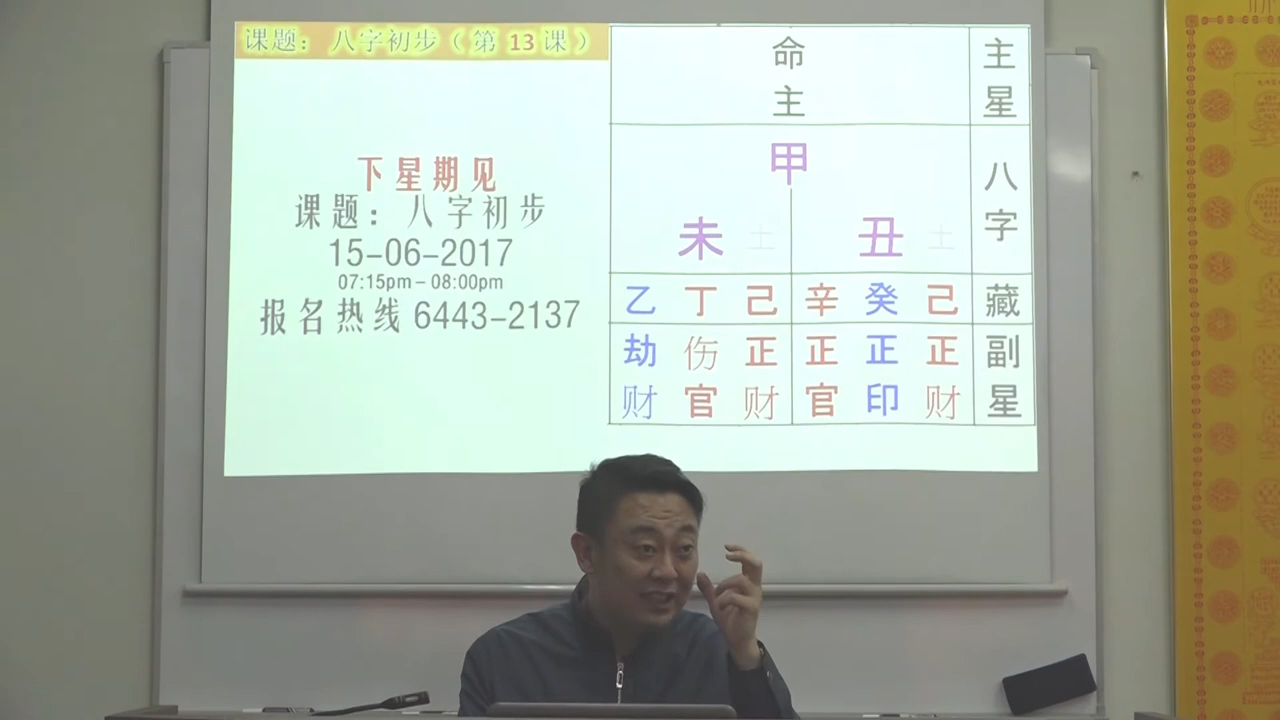 课题： 八字初步（第 13 课）
下星期见
课题： 八字初步
15-06-2017
07:15pm – 08:00pm
报名热线 6443-2137
命主 主星
甲 八字
未 土 丑 土
乙 丁 己 辛 癸 己 藏
劫财 伤官 正财 正官 正印 正财 副星